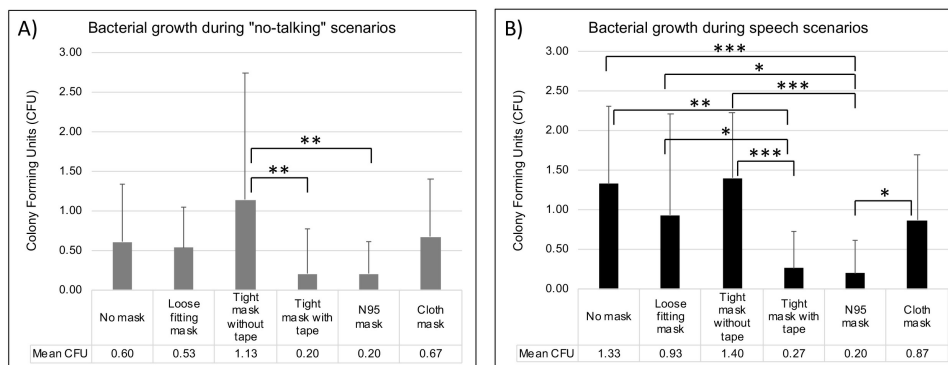 A)
Bacterial growth during "no-talking" scenarios
Colony Forming Units (CFU)
3.00
2.50
2.00
1.50
1.00
0.50
0.00
**
**
No mask
Loose
fitting
mask
Tight
mask
without
tape
Tight
mask with
tape
N95
mask
Cloth
mask
Mean CFU 0.60 0.53 1.13 0.20 0.20 0.67
B)
Bacterial growth during speech scenarios
Colony Forming Units (CFU)
3.00
2.50
2.00
1.50
1.00
0.50
0.00
***
*
***
**
*
***
*
No mask
Loose
fitting
mask
Tight
mask
without
tape
Tight
mask with
tape
N95
mask
Cloth
mask
Mean CFU 1.33 0.93 1.40 0.27 0.20 0.87